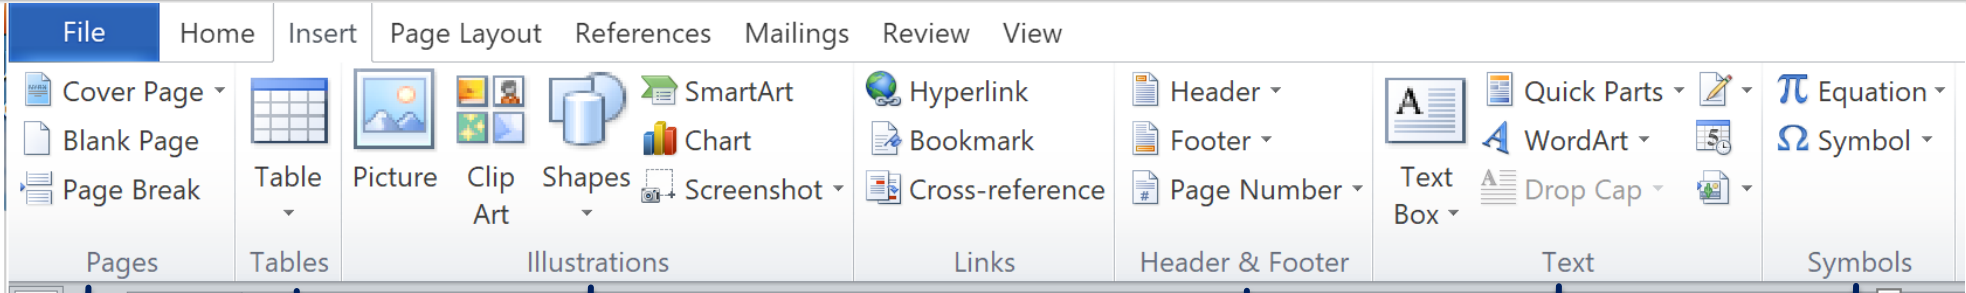 File Home Insert Page Layout References Mailings Review View
Cover Page
Blank Page
Page Break
Pages
Table
Tables
Picture
Clip
Art
Shapes
SmartArt
Chart
Screenshot
Illustrations
Hyperlink
Bookmark
Cross-reference
Links
Header
Footer
Page Number
Header & Footer
Text
Box
Quick Parts
WordArt
Drop Cap
Text
Equation
Symbol
Symbols